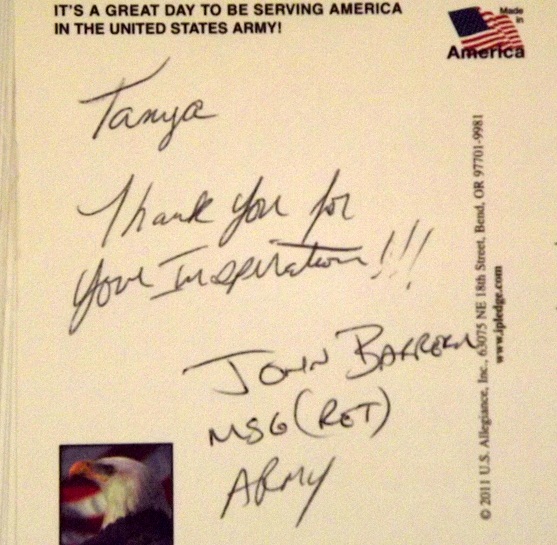 IT'S A GREAT DAY TO BE SERVING AMERICA
IN THE UNITED STATES ARMY!
Made
in
America
Tanya
Thank you for
Your Inspiration!!!
John
MSG (RET)
ARMY
© 2011 U.S. Allegiance, Inc., 63075 NE 18th Street, Bend, OR 97701-9981
www.ipledge.com